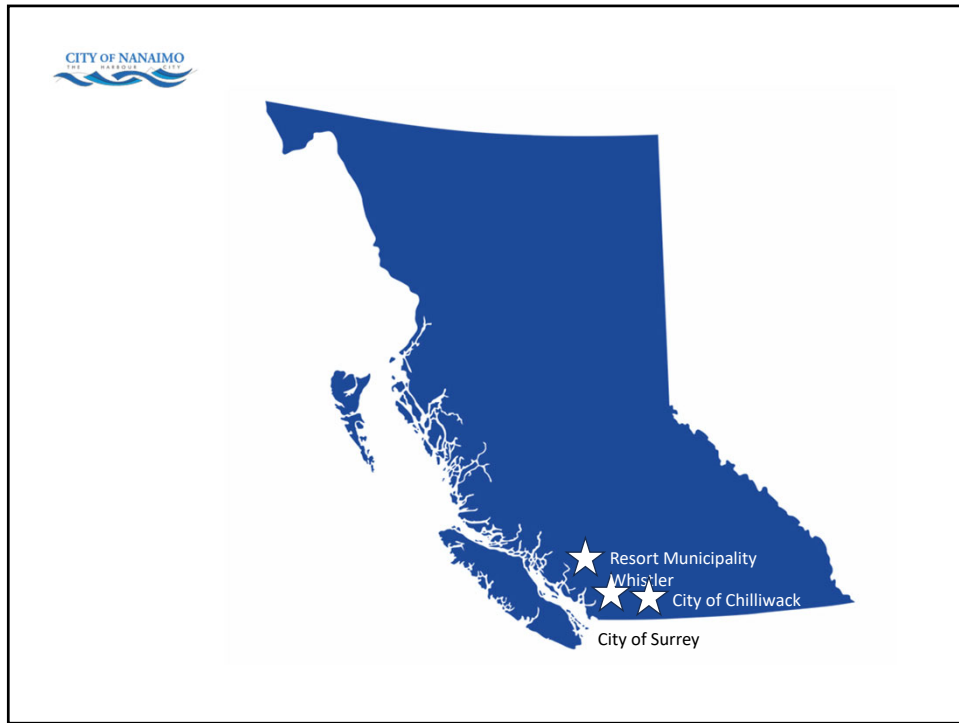 CITY OF NANAIMO
THE HARBOUR CITY
Resort Municipality
Whistler
City of Chilliwack
City of Surrey